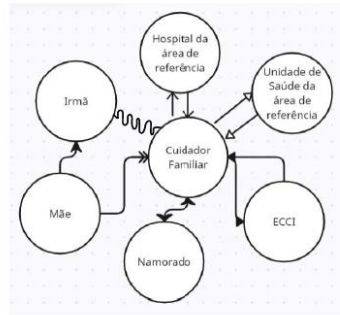 Hospital da
área de
referência
Unidade de
Saúde da
área de
referência
Irmã
Cuidador
Familiar
Mãe
ECCI
Namorado